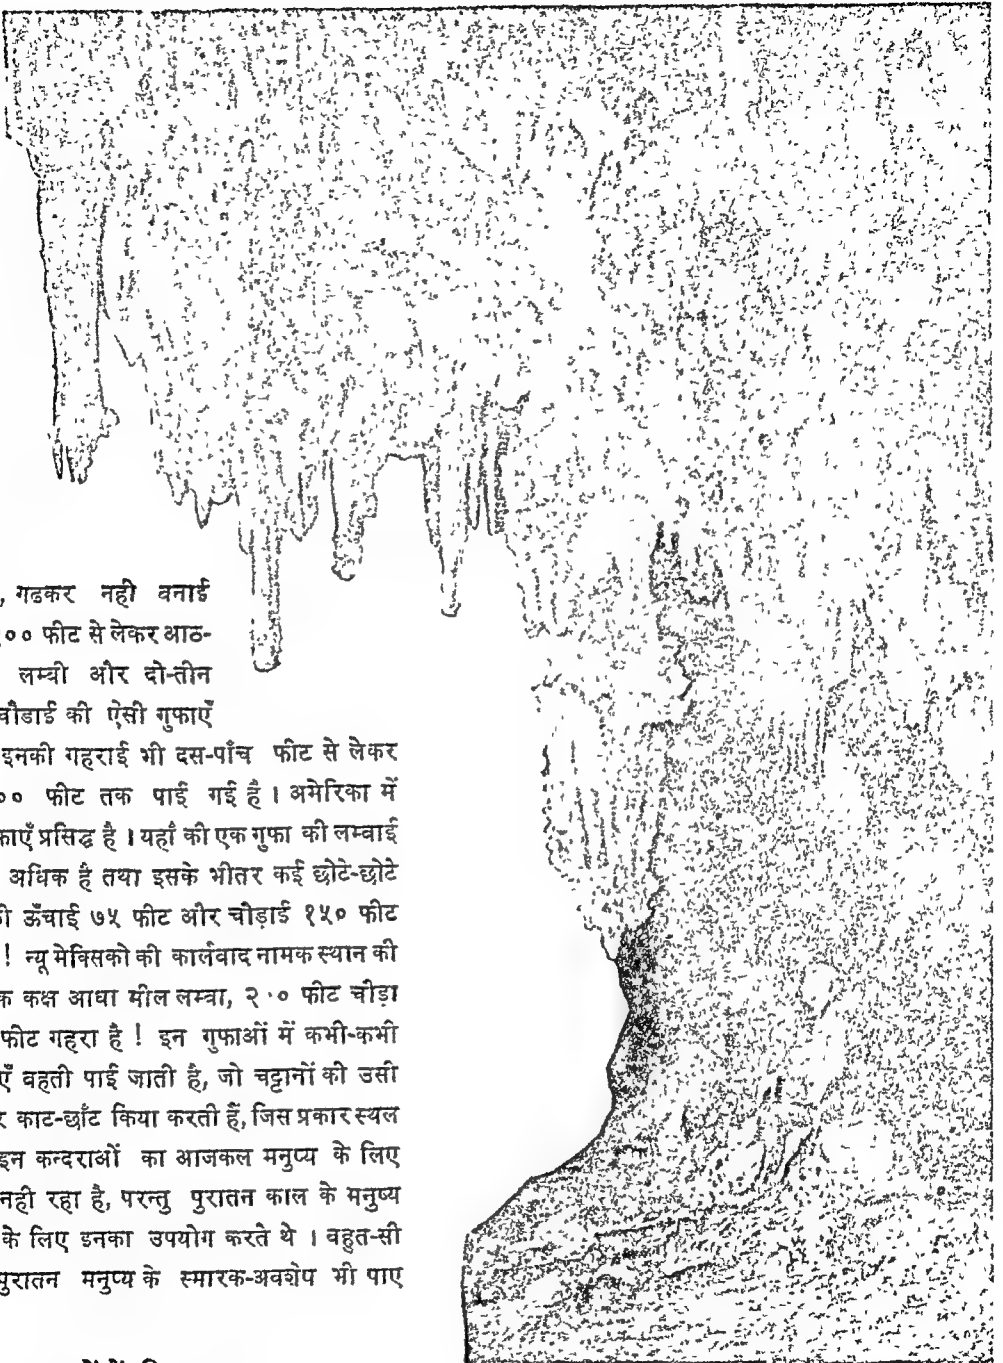 , गढकर नही वनाई
०० फीट से लेकर आठ-
लम्वी और दो-तीन
चौडाई की ऐसी गुफाएँ
इनकी गहराई भी दस-पाँच फीट से लेकर
०० फीट तक पाई गई है । अमेरिका में
प्रसिद्ध है । यहाँ की एक गुफा की लम्वाई
अधिक है तथा इसके भीतर कई छोटे-छोटे
ऊँचाई ७५ फीट और चौड़ाई १५० फीट
! न्यू मेक्सिको की कार्लवाद नामक स्थान की
कक्ष आधा मील लम्वा, २०० फीट चौड़ा
फीट गहरा है ! इन गुफाओं में कभी-कभी
वहती पाई जाती है, जो चट्टानों की उसी
काट-छाँट किया करती हैं, जिस प्रकार स्थल
इन कन्दराओं का आजकल मनुष्य के लिए
नही रहा है, परन्तु पुरातन काल के मनुष्य
के लिए इनका उपयोग करते थे । वहुत-सी
पुरातन मनुष्य के स्मारक-अवशेष भी पाए